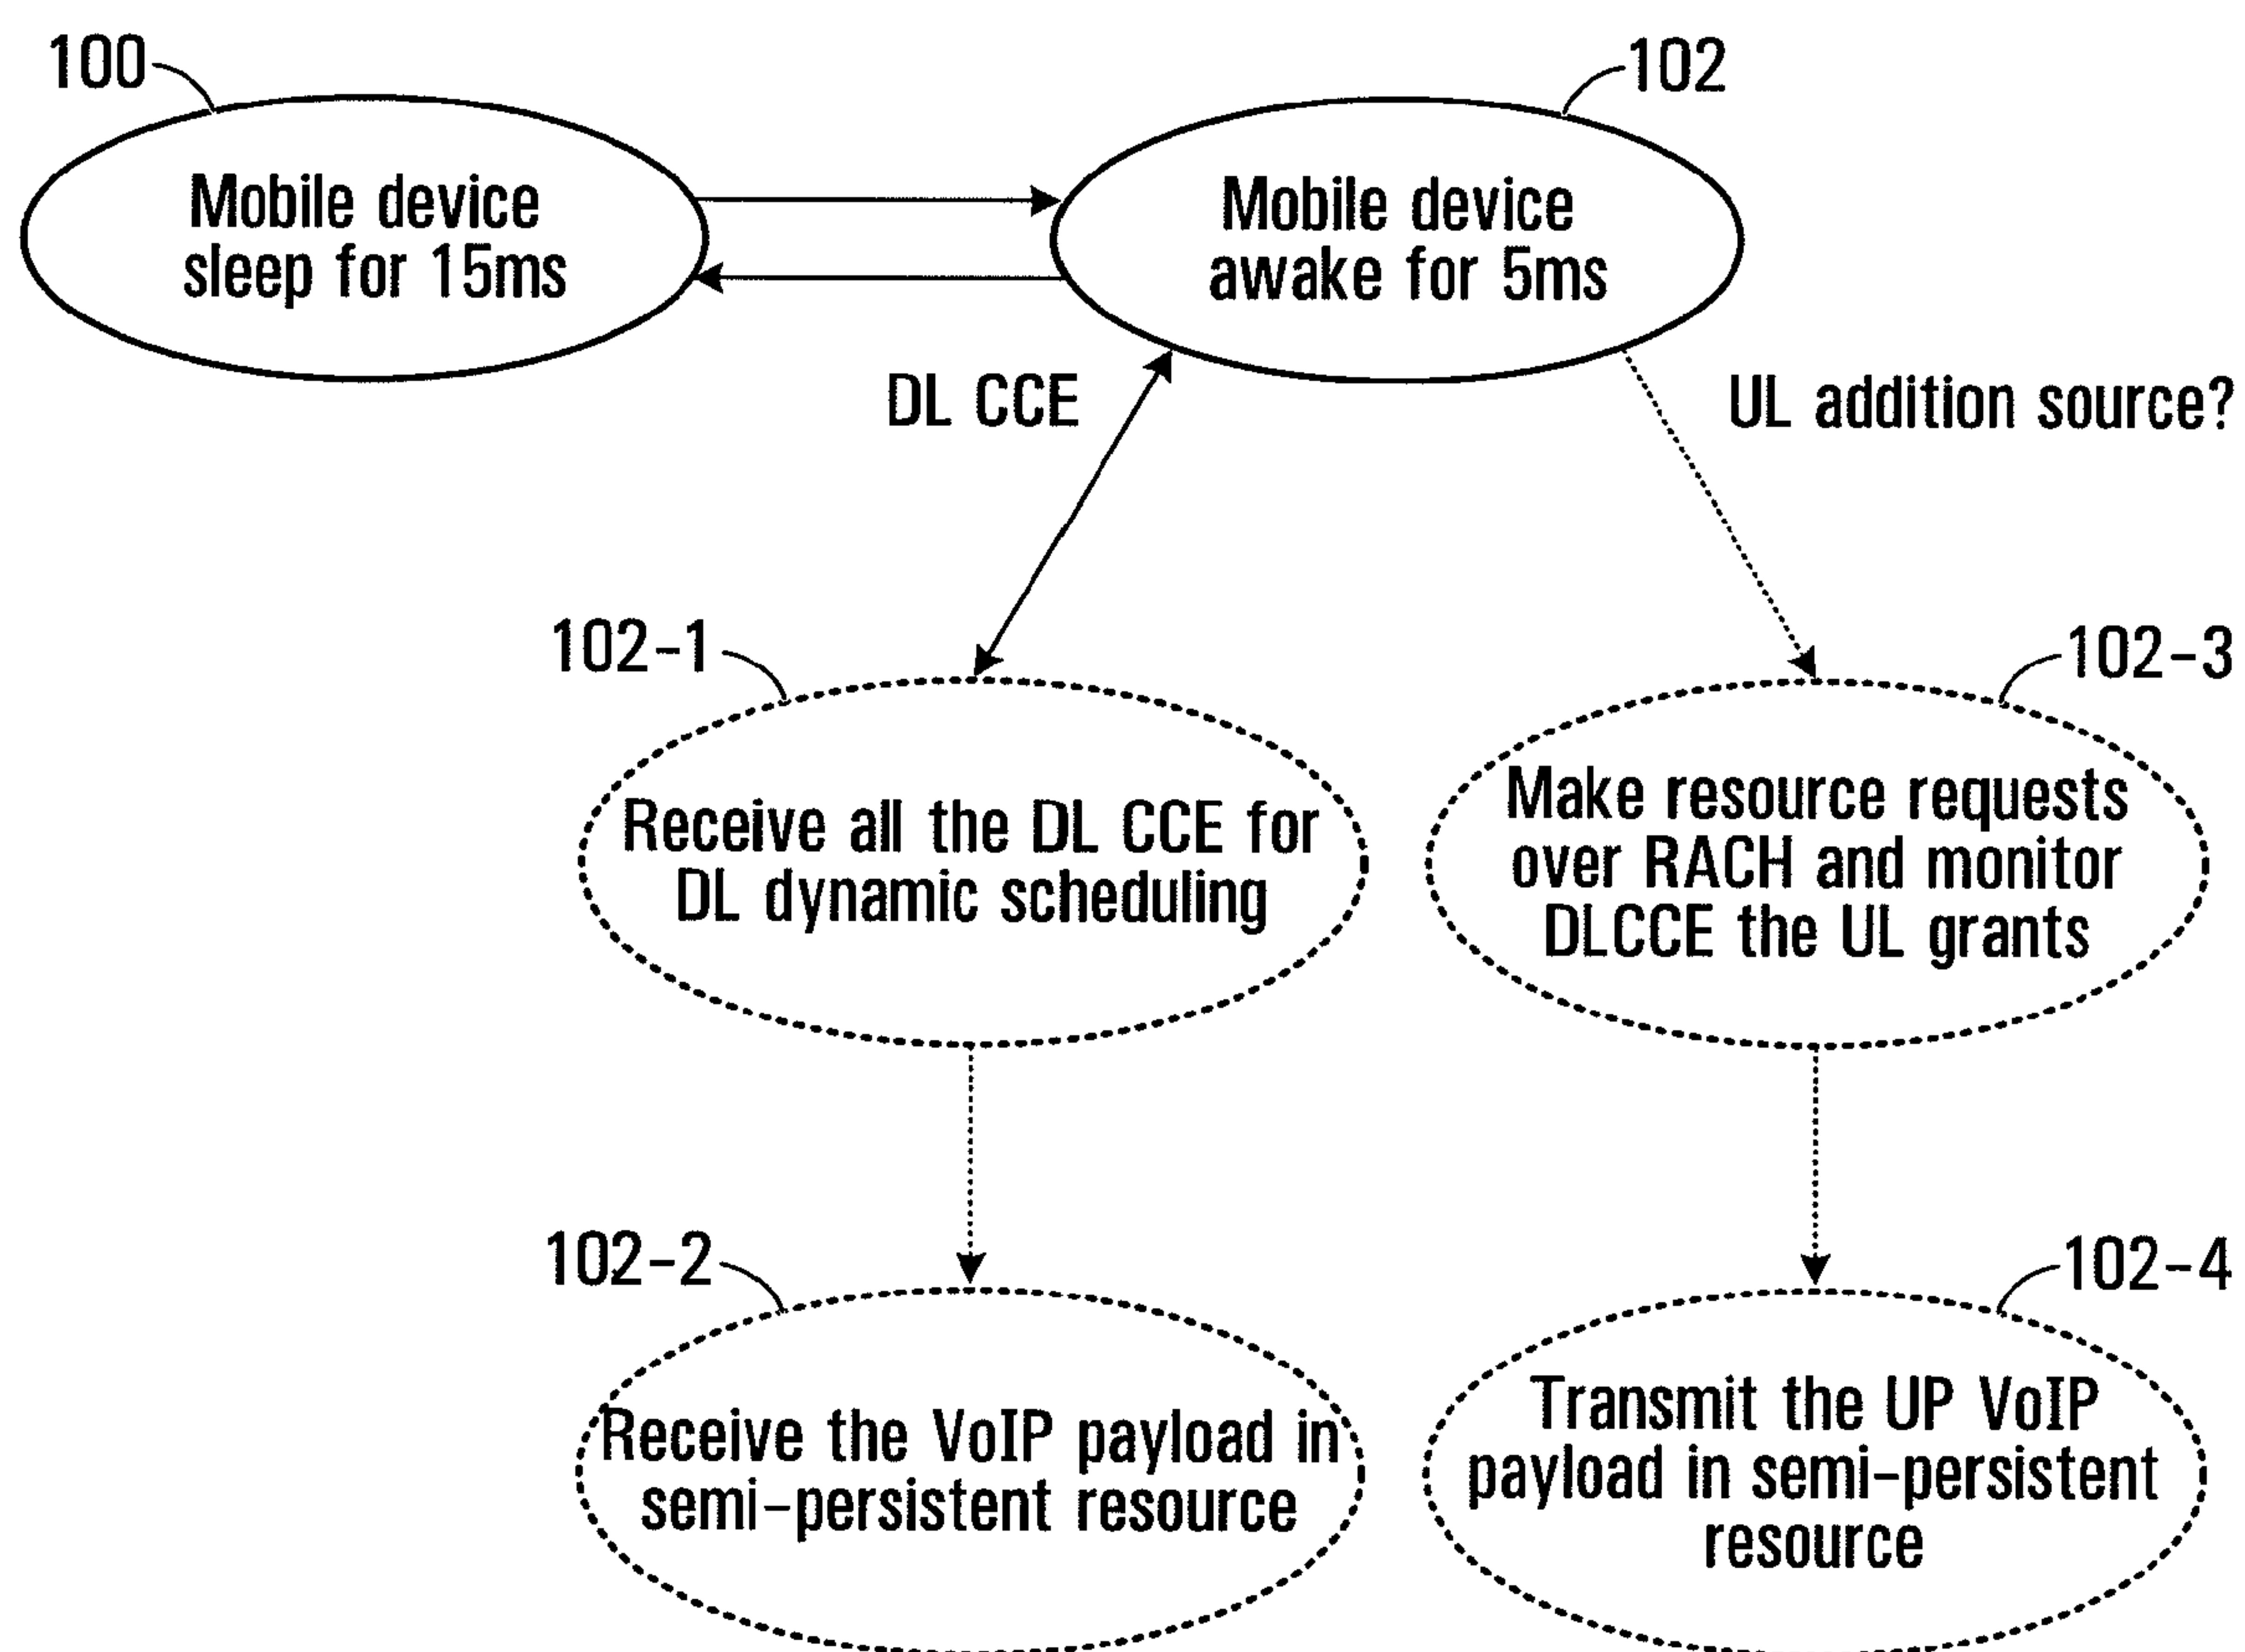 100
102
Mobile device
sleep for 15ms
Mobile device
awake for 5ms
DL CCE
UL addition source?
102-1
102-3
Receive all the DL CCE for
DL dynamic scheduling
Make resource requests
over RACH and monitor
DLCCE the UL grants
102-2
102-4
Receive the VoIP payload in
semi-persistent resource
Transmit the UP VoIP
payload in semi-persistent
resource